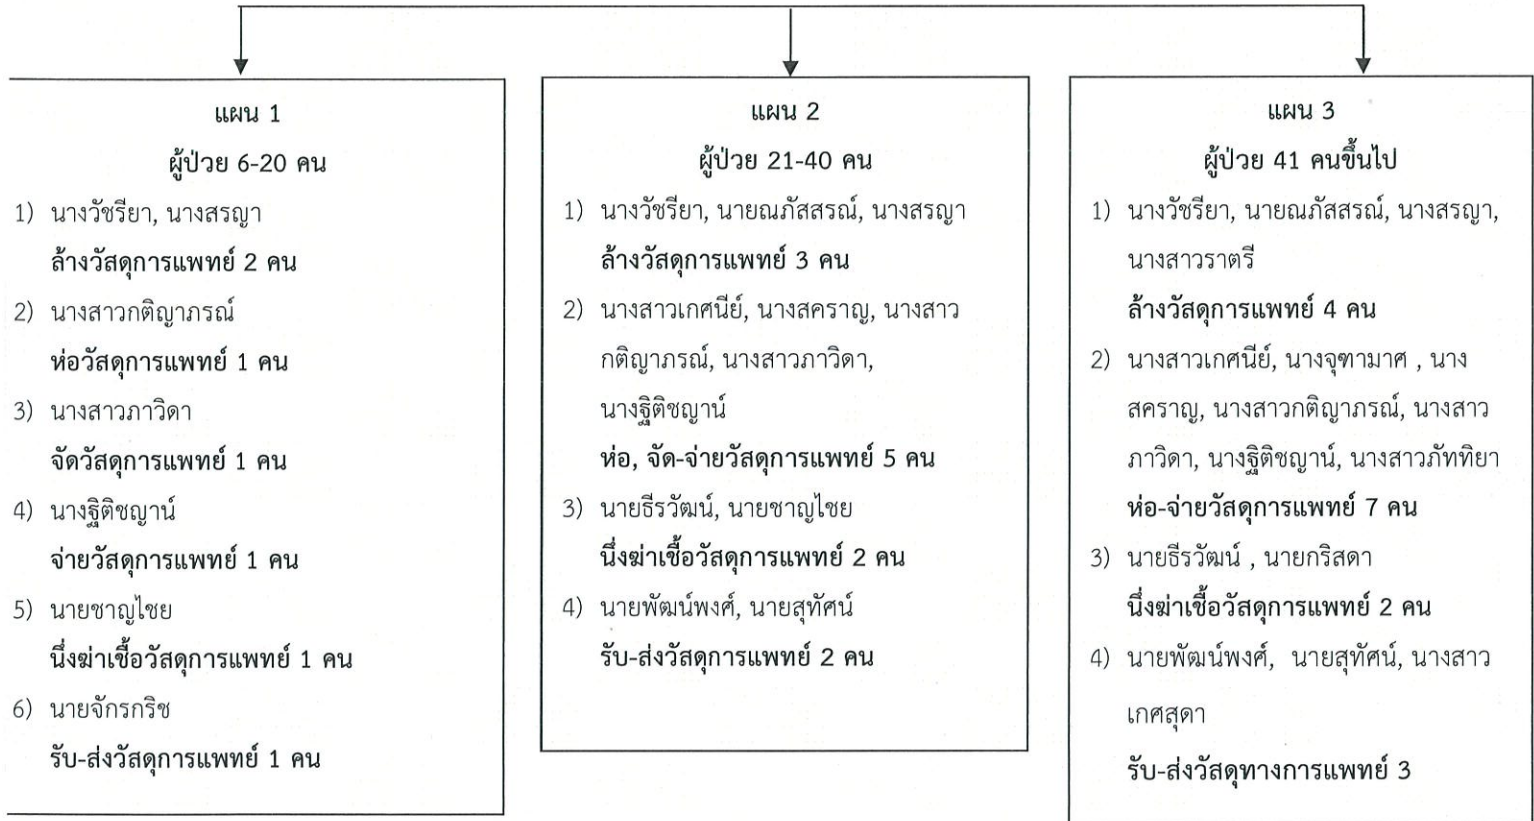 แผน 1
ผู้ป่วย 6-20 คน
1) นางวัชรียา, นางสรญา
ล้างวัสดุการแพทย์ 2 คน
2) นางสาวกติญาภรณ์
ห่อวัสดุการแพทย์ 1 คน
3) นางสาวภาวิดา
จัดวัสดุการแพทย์ 1 คน
4) นางฐิติชญาน์
จ่ายวัสดุการแพทย์ 1 คน
5) นายชาญไชย
นึ่งฆ่าเชื้อวัสดุการแพทย์ 1 คน
6) นายจักรกริช
รับ-ส่งวัสดุการแพทย์ 1 คน
แผน 2
ผู้ป่วย 21-40 คน
1) นางวัชรียา, นายณภัสสรณ์, นางสรญา
ล้างวัสดุการแพทย์ 3 คน
2) นางสาวเกศนีย์, นางสคราญ, นางสาว
กติญาภรณ์, นางสาวภาวิดา,
นางฐิติชญาน์
ห่อ, จัด-จ่ายวัสดุการแพทย์ 5 คน
3) นายธีรวัฒน์, นายชาญไชย
นึ่งฆ่าเชื้อวัสดุการแพทย์ 2 คน
4) นายพัฒน์พงศ์, นายสุทัศน์
รับ-ส่งวัสดุการแพทย์ 2 คน
แผน 3
ผู้ป่วย 41 คนขึ้นไป
1) นางวัชรียา, นายณภัสสรณ์, นางสรญา,
นางสาวราตรี
ล้างวัสดุการแพทย์ 4 คน
2) นางสาวเกศนีย์, นางจุฑามาศ , นาง
สคราญ, นางสาวกติญาภรณ์, นางสาว
ภาวิดา, นางฐิติชญาน์, นางสาวภัททิยา
ห่อ-จ่ายวัสดุการแพทย์ 7 คน
3) นายธีรวัฒน์ , นายกริสดา
นึ่งฆ่าเชื้อวัสดุการแพทย์ 2 คน
4) นายพัฒน์พงศ์, นายสุทัศน์, นางสาว
เกศสุดา
รับ-ส่งวัสดุทางการแพทย์ 3